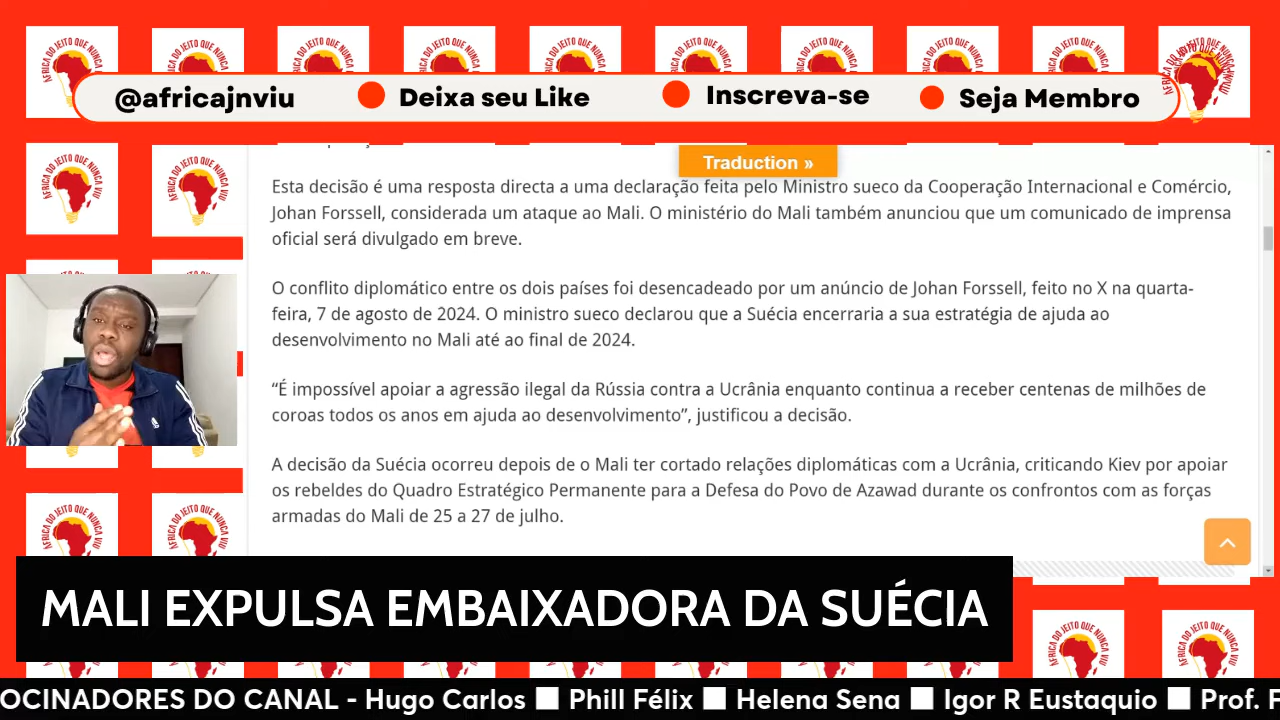 ÁFRICA DO JEITO QUE NUNCA VIU
@africajnviu
Deixa seu Like
Inscreva-se
Seja Membro
Traduction »
Esta decisão é uma resposta directa a uma declaração feita pelo Ministro sueco da Cooperação Internacional e Comércio,
Johan Forssell, considerada um ataque ao Mali. O ministério do Mali também anunciou que um comunicado de imprensa
oficial será divulgado em breve.
O conflito diplomático entre os dois países foi desencadeado por um anúncio de Johan Forssell, feito no X na quarta-
feira, 7 de agosto de 2024. O ministro sueco declarou que a Suécia encerraria a sua estratégia de ajuda ao
desenvolvimento no Mali até ao final de 2024.
“É impossível apoiar a agressão ilegal da Rússia contra a Ucrânia enquanto continua a receber centenas de milhões de
coroas todos os anos em ajuda ao desenvolvimento”, justificou a decisão.
A decisão da Suécia ocorreu depois de o Mali ter cortado relações diplomáticas com a Ucrânia, criticando Kiev por apoiar
os rebeldes do Quadro Estratégico Permanente para a Defesa do Povo de Azawad durante os confrontos com as forças
armadas do Mali de 25 a 27 de julho.
MALI EXPULSA EMBAIXADORA DA SUÉCIA
OCINADORES DO CANAL - Hugo Carlos Phill Félix Helena Sena Igor R Eustaquio Prof. F